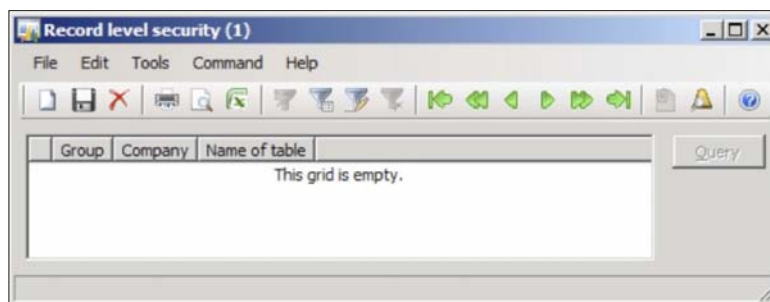 Record level security (1)
File Edit Tools Command Help
Group Company Name of table
Query
This grid is empty.